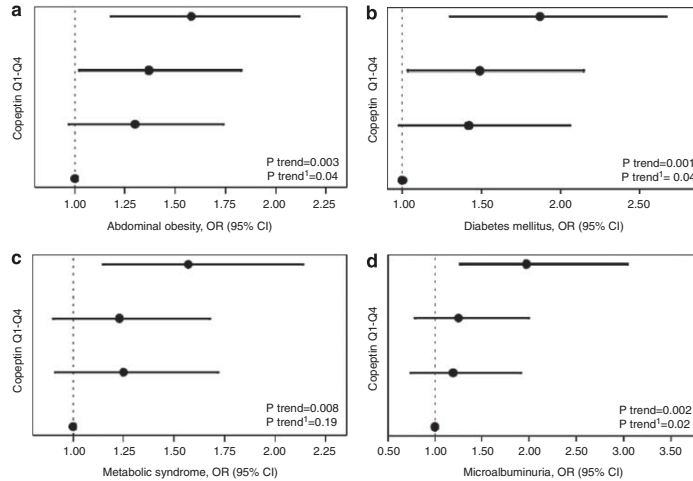 a
Copeptin Q1-Q4
P trend=0.003
P trend¹=0.04
1.00 1.25 1.50 1.75 2.00 2.25
Abdominal obesity, OR (95% CI)
b
Copeptin Q1-Q4
P trend=0.001
P trend¹= 0.04
1.00 1.50 2.00 2.50
Diabetes mellitus, OR (95% CI)
c
Copeptin Q1-Q4
P trend=0.008
P trend¹=0.19
1.00 1.25 1.50 1.75 2.00 2.25
Metabolic syndrome, OR (95% CI)
d
Copeptin Q1-Q4
P trend=0.002
P trend¹=0.02
0.50 1.00 1.50 2.00 2.50 3.00 3.50
Microalbuminuria, OR (95% CI)